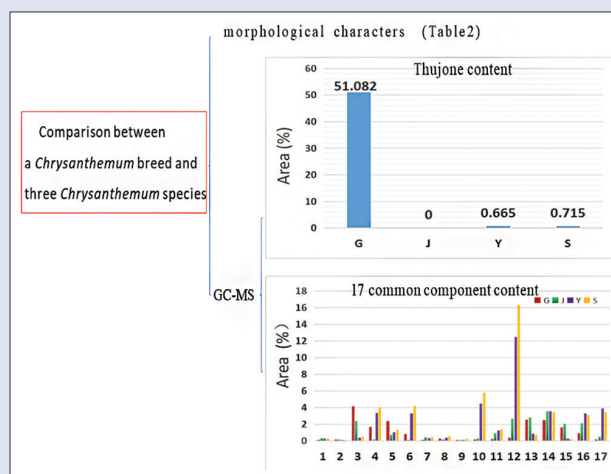 morphological characters (Table2)
Comparison between
a Chrysanthemum breed and
three Chrysanthemum species
GC-MS
Thujone content
Area (%)
60
50
40
30
20
10
0
51.082
0
0.665
0.715
G J Y S
17 common component content
G J Y S
Area (%)
18
16
14
12
10
8
6
4
2
0
1 2 3 4 5 6 7 8 9 10 11 12 13 14 15 16 17